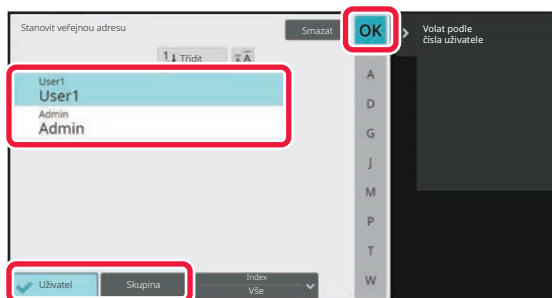 Stanovit veřejnou adresu
Smazat
OK
Volat podle
čísla uživatele
Třídit
A
User1
User1
Admin
Admin
A
D
G
J
M
P
T
W
Uživatel
Skupina
Index
Vše